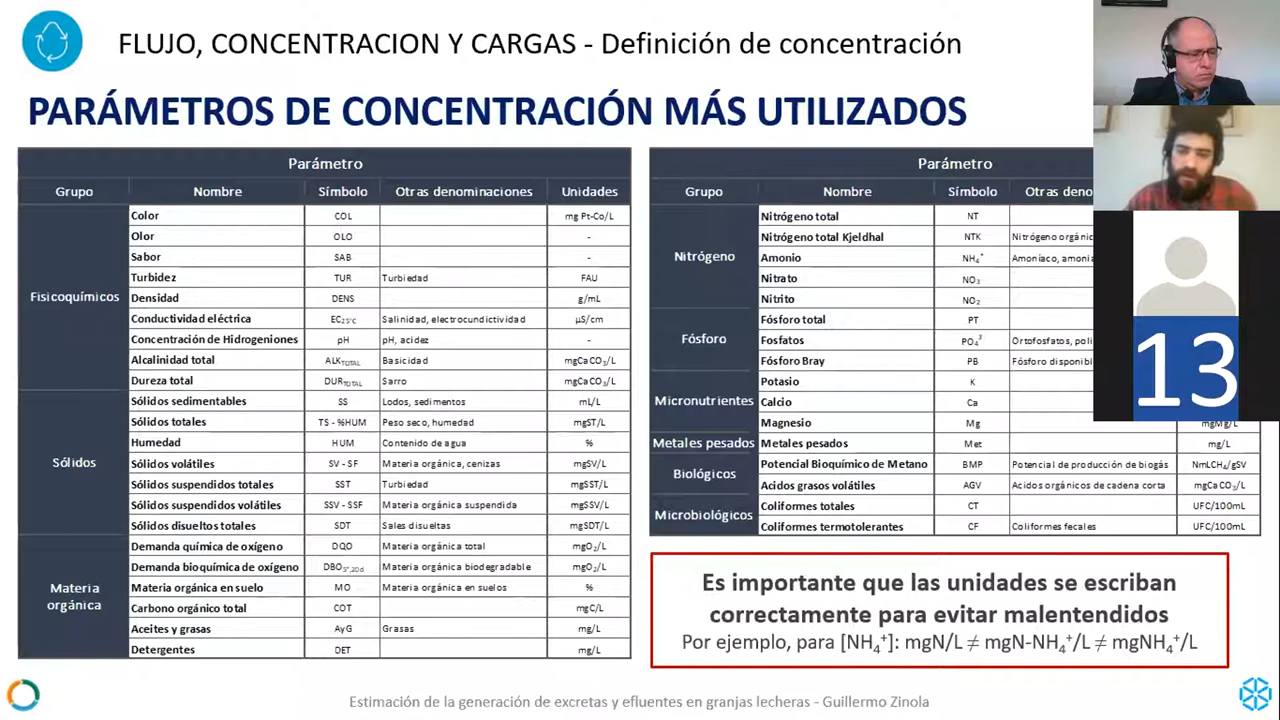 FLUJO, CONCENTRACION Y CARGAS - Definición de concentración
PARÁMETROS DE CONCENTRACIÓN MÁS UTILIZADOS
Parámetro
Grupo Nombre Símbolo Otras denominaciones Unidades
Fisicoquímicos
Color COL mg Pt-Co/L
Olor OLO -
Sabor SAB -
Turbidez TUR Turbiedad FAU
Densidad DENS g/mL
Conductividad eléctrica EC25°C Salinidad, electrocundictividad µS/cm
Concentración de Hidrogeniones pH pH, acidez -
Alcalinidad total ALKTOTAL Basicidad mgCaCO3/L
Dureza total DURTOTAL Sarro mgCaCO3/L
Sólidos
Sólidos sedimentables SS Lodos, sedimentos mL/L
Sólidos totales TS - %HUM Peso seco, humedad mgST/L
Humedad HUM Contenido de agua %
Sólidos volátiles SV - SF Materia orgánica, cenizas mgSV/L
Sólidos suspendidos totales SST Turbiedad mgSST/L
Sólidos suspendidos volátiles SSV - SSF Materia orgánica suspendida mgSSV/L
Sólidos disueltos totales SDT Sales disueltas mgSDT/L
Materia orgánica
Demanda química de oxígeno DQO Materia orgánica total mgO2/L
Demanda bioquímica de oxígeno DBO5°,20d Materia orgánica biodegradable mgO2/L
Materia orgánica en suelo MO Materia orgánica en suelos %
Carbono orgánico total COT mgC/L
Aceites y grasas AyG Grasas mg/L
Detergentes DET mg/L
Parámetro
Grupo Nombre Símbolo Otras deno
Nitrógeno
Nitrógeno total NT
Nitrógeno total Kjeldhal NTK Nitrógeno orgánic
Amonio NH4+ Amoníaco, amonia
Nitrato NO3
Nitrito NO2
Fósforo
Fósforo total PT
Fosfatos PO4 3 Ortofosfatos, poli
Fósforo Bray PB Fósforo disponibl
Micronutrientes
Potasio K
Calcio Ca
Magnesio Mg mgMg/L
Metales pesados Metales pesados Met mg/L
Biológicos
Potencial Bioquímico de Metano BMP Potencial de producción de biogás NmLCH4/gSV
Acidos grasos volátiles AGV Acidos orgánicos de cadena corta mgCaCO3/L
Microbiológicos
Coliformes totales CT UFC/100mL
Coliformes termotolerantes CF Coliformes fecales UFC/100mL
Es importante que las unidades se escriban
correctamente para evitar malentendidos
Por ejemplo, para [NH4+]: mgN/L ≠ mgN-NH4+/L ≠ mgNH4+/L
13
Estimación de la generación de excretas y efluentes en granjas lecheras - Guillermo Zinola